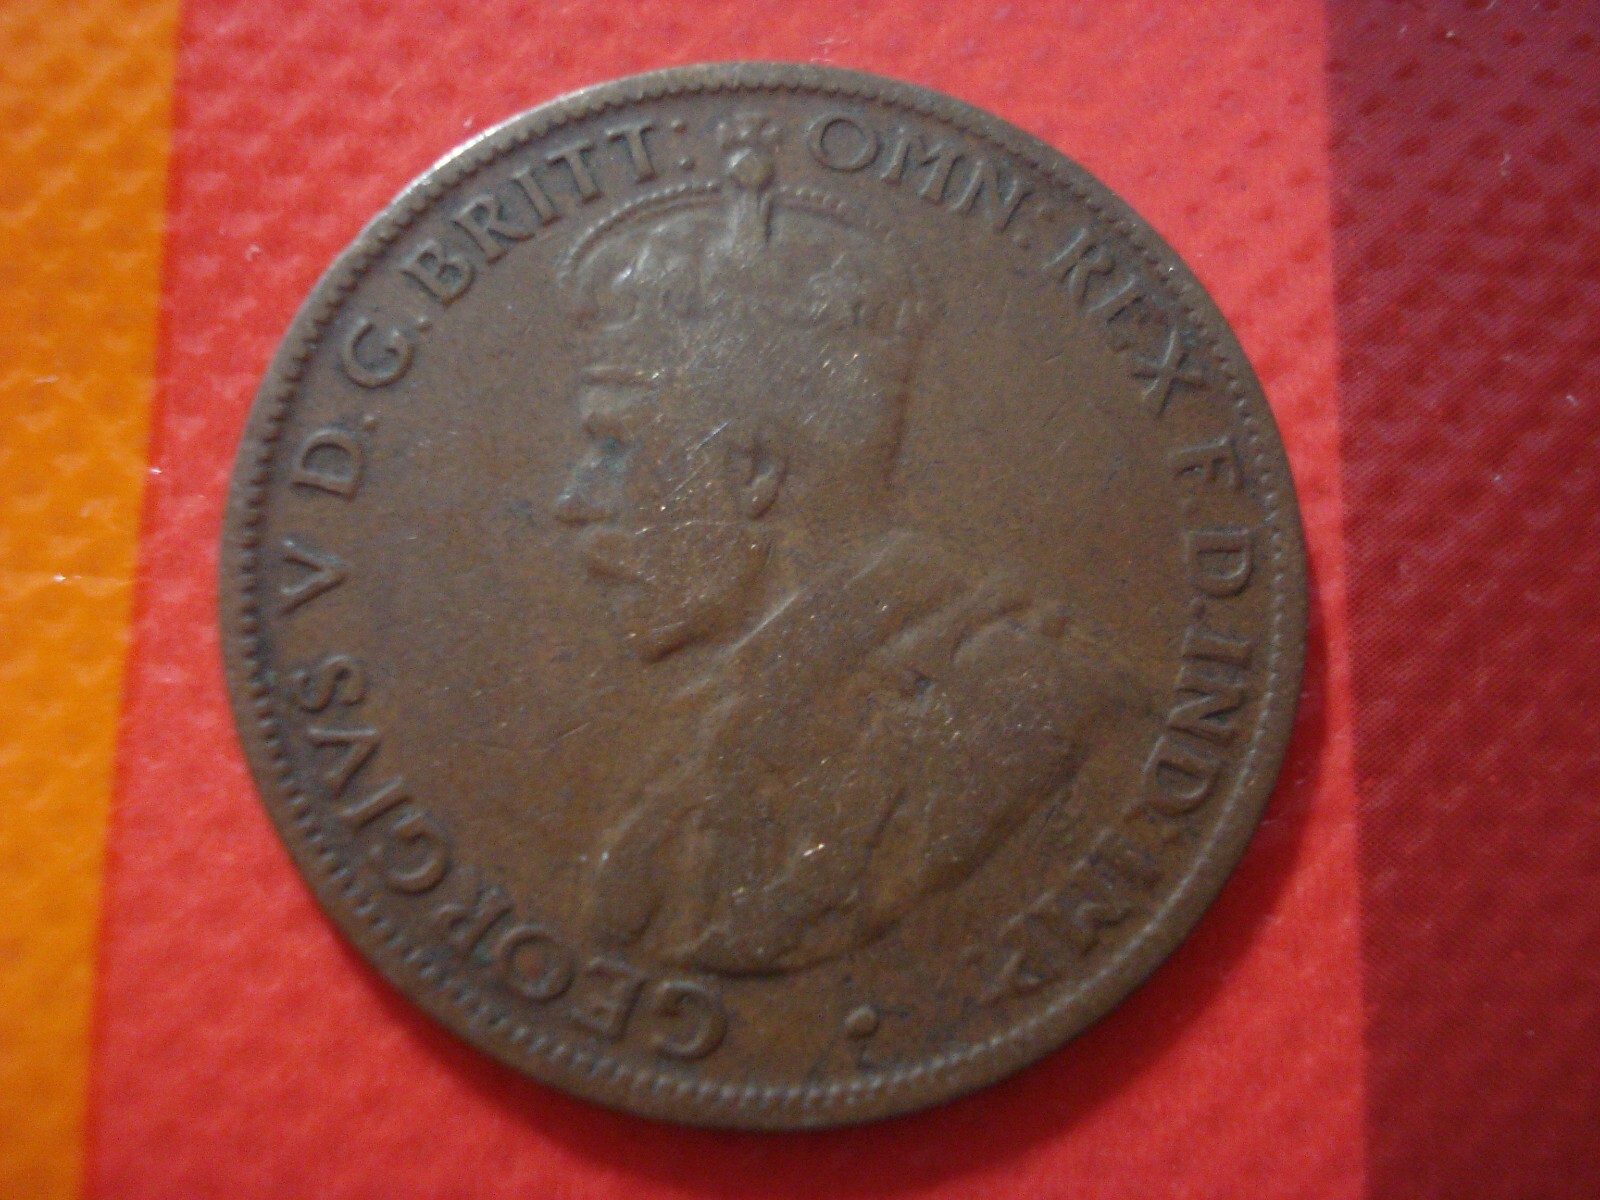 GEORGIVS V D.G.BRITT: OMN: REX F.D.IND:IMP: